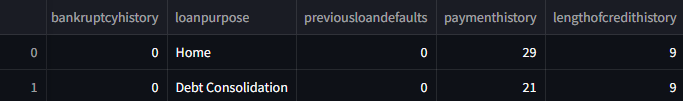 bankruptcyhistory loanpurpose previousloandefaults paymenthistory lengthofcredithistory
0 0 Home 0 29 9
1 0 Debt Consolidation 0 21 9